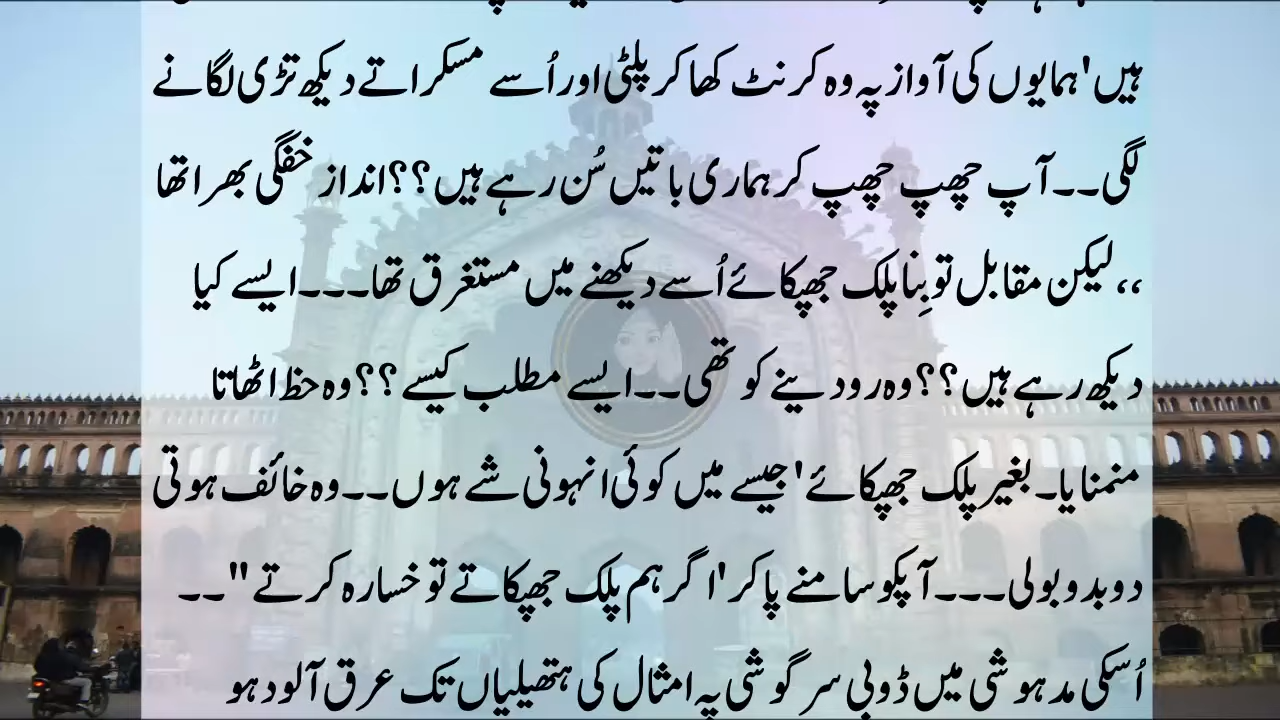 ہیں' ہمایوں کی آواز پہ وہ کرنٹ کھا کر پلٹی اور اُسے مسکراتے دیکھ تڑی لگانے
لگی۔۔آپ چھپ چھپ کر ہماری باتیں سُن رہے ہیں؟؟انداز خفگی بھرا تھا
،،لیکن مقابل تو بِنا پلک جھپکائے اُسے دیکھنے میں مستغرق تھا۔۔۔ایسے کیا
دیکھ رہے ہیں؟؟وہ رو دینے کو تھی۔۔ایسے مطلب کیسے؟؟وہ حظ اٹھاتا
منمنایا۔بغیر پلک جھپکائے' جیسے میں کوئی انہونی شے ہوں۔۔وہ خائف ہوتی
دوبدو بولی۔۔۔آپکو سامنے پا کر' اگر ہم پلک جھپکاتے تو خسارہ کرتے"۔۔
اُسکی مدہوشی میں ڈوبی سرگوشی پہ امثال کی ہتھیلیاں تک عرق آلود ہو